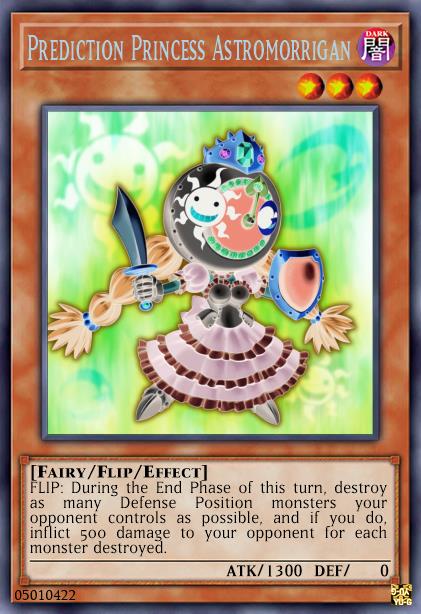 Prediction Princess Astromorrigan
DARK
闇
[Fairy/Flip/Effect]
FLIP: During the End Phase of this turn, destroy
as many Defense Position monsters your
opponent controls as possible, and if you do,
inflict 500 damage to your opponent for each
monster destroyed.
ATK/1300 DEF/ 0
05010422